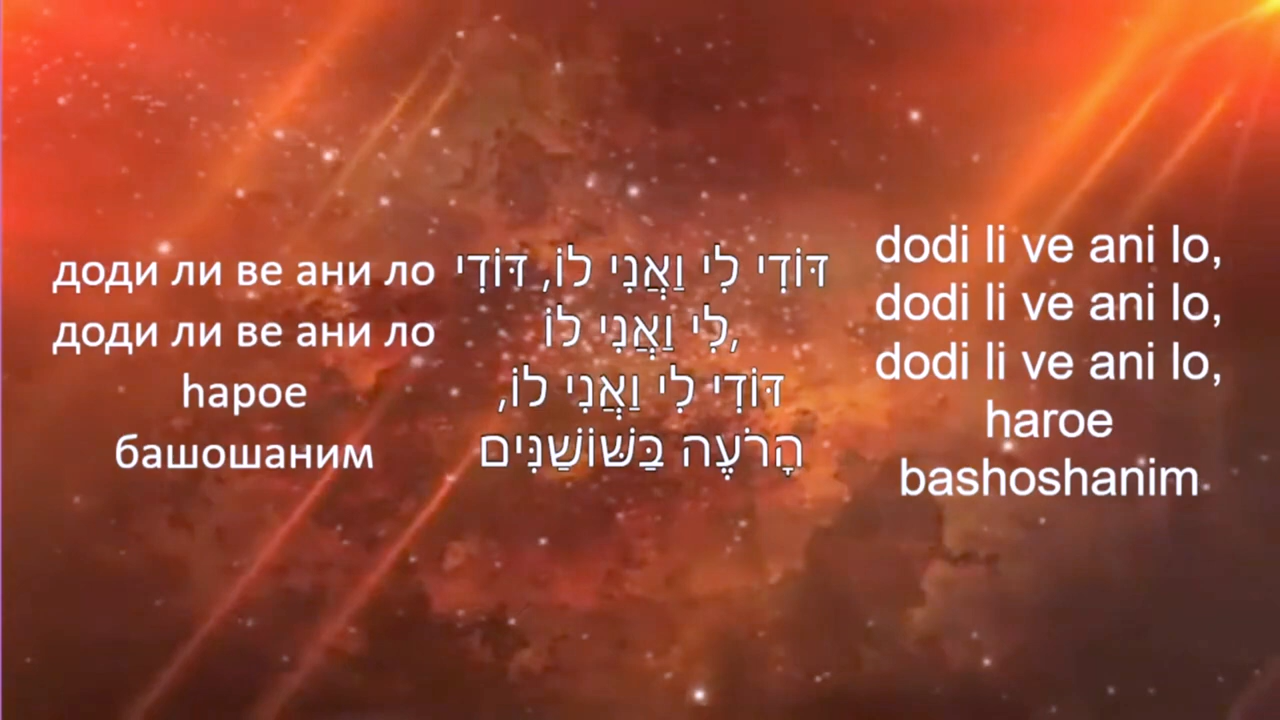 доди ли ве ани ло
доди ли ве ани ло
hарое
башошаним
דּוֹדִי לִי וַאֲנִי לוֹ, דּוֹדִי
לִי וַאֲנִי לוֹ,
דּוֹדִי לִי וַאֲנִי לוֹ,
הָרֹעֶה בַּשּׁוֹשַׁנִּים
dodi li ve ani lo,
dodi li ve ani lo,
dodi li ve ani lo,
haroe
bashoshanim